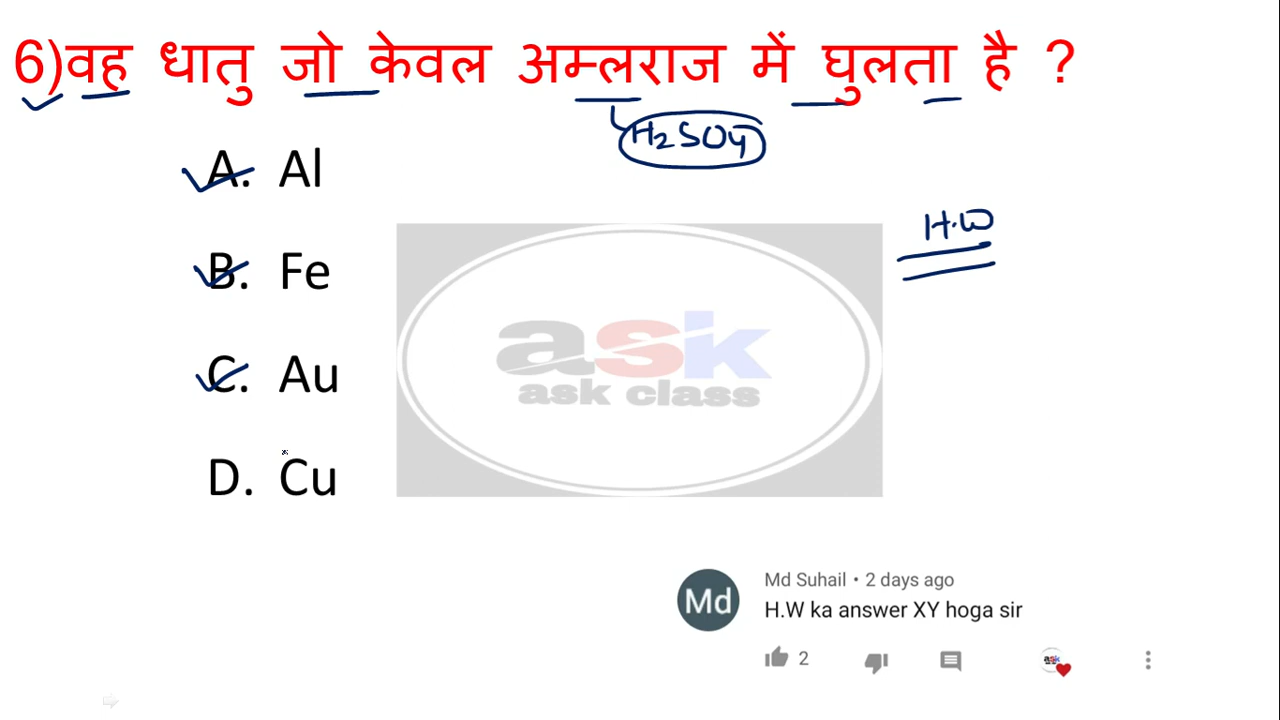 6)वह धातु जो केवल अम्लराज में घुलता है ?
H2SO4
A. Al
H.W
B. Fe
ask
ask class
C. Au
D. Cu
Md
Md Suhail • 2 days ago
H.W ka answer XY hoga sir
2
ask